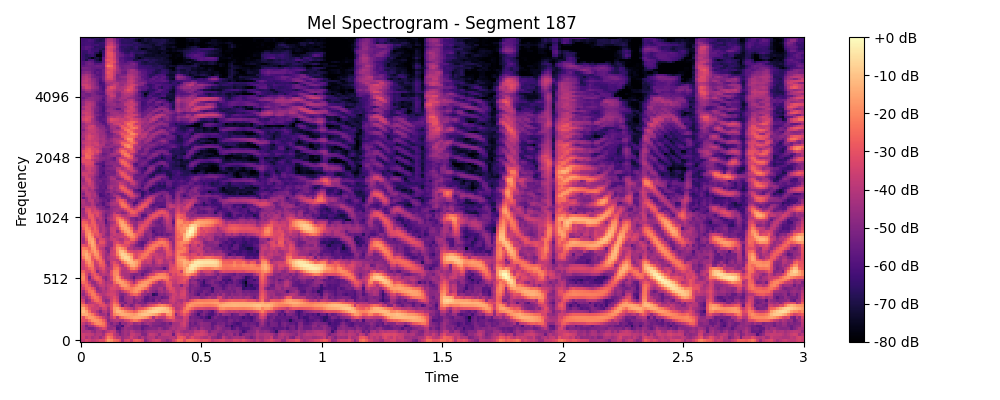 Mel Spectrogram - Segment 187
+0 dB
-10 dB
-20 dB
-30 dB
-40 dB
-50 dB
-60 dB
-70 dB
-80 dB
Frequency
4096
2048
1024
512
0
0
0.5
1
1.5
2
2.5
3
Time